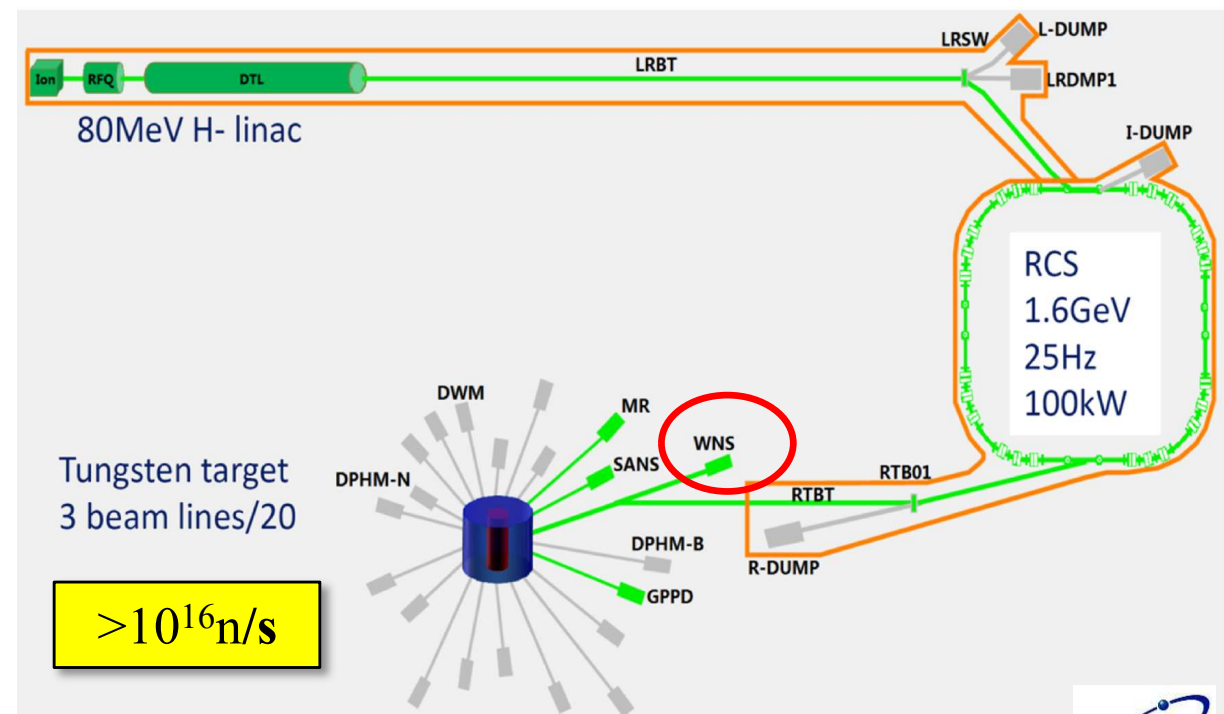 LRSW
L-DUMP
LRBT
LRDMP1
Ion
RFQ
DTL
80MeV H- linac
I-DUMP
RCS
1.6GeV
25Hz
100kW
DWM
MR
WNS
SANS
Tungsten target
3 beam lines/20
DPHM-N
RTB01
RTBT
DPHM-B
R-DUMP
GPPD
>10¹⁶n/s